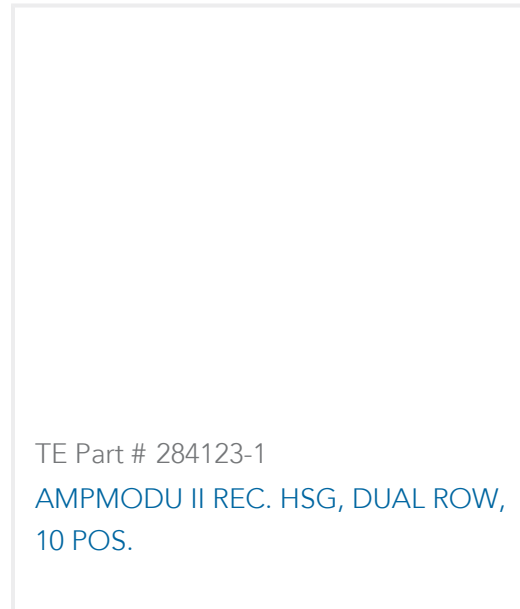 TE Part # 284123-1
AMPMODU II REC. HSG, DUAL ROW,
10 POS.